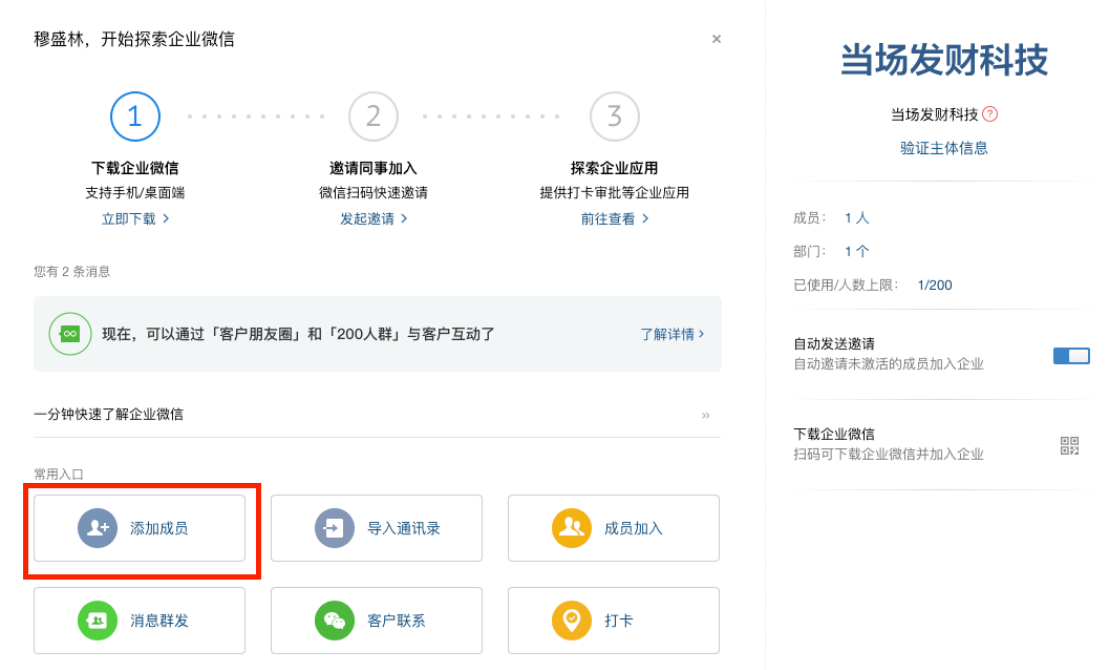 穆盛林，开始探索企业微信
×
1
2
3
下载企业微信
邀请同事加入
探索企业应用
支持手机/桌面端
微信扫码快速邀请
提供打卡审批等企业应用
立即下载 >
发起邀请 >
前往查看 >
您有 2 条消息
现在，可以通过「客户朋友圈」和「200人群」与客户互动了
了解详情 >
一分钟快速了解企业微信
»
常用入口
添加成员
导入通讯录
成员加入
消息群发
客户联系
打卡
当场发财科技
当场发财科技 ?
验证主体信息
成员： 1 人
部门： 1 个
已使用/人数上限： 1/200
自动发送邀请
自动邀请未激活的成员加入企业
下载企业微信
扫码可下载企业微信并加入企业